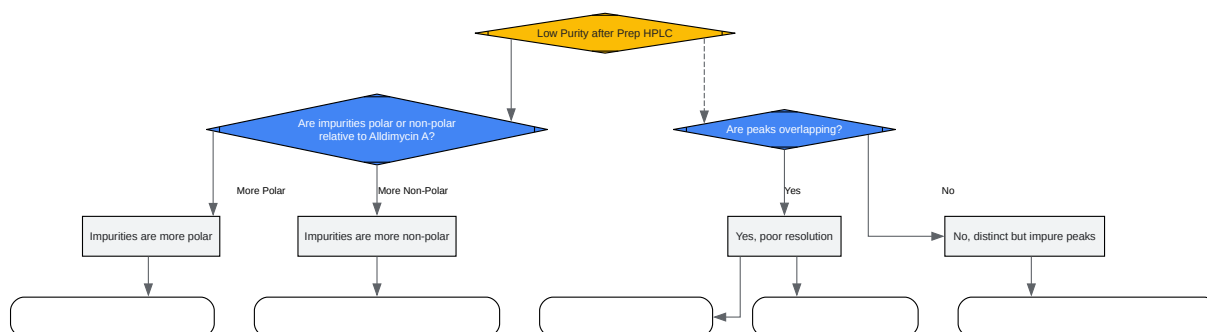 Low Purity after Prep HPLC
Are impurities polar or non-polar
relative to Alldimycin A?
Are peaks overlapping?
More Polar
More Non-Polar
Yes
No
Impurities are more polar
Impurities are more non-polar
Yes, poor resolution
No, distinct but impure peaks